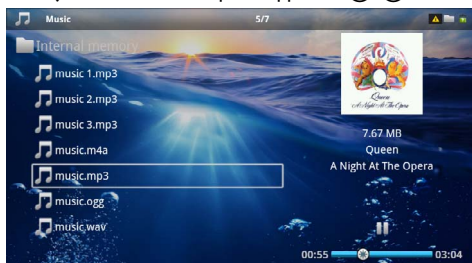 Music 5/7
Internal memory
music 1.mp3
music 2.mp3
music 3.mp3
music.m4a
music.mp3
music.ogg
music.wav
Queen
A Night At The Opera
7.67 MB
Queen
A Night At The Opera
00:55 03:04